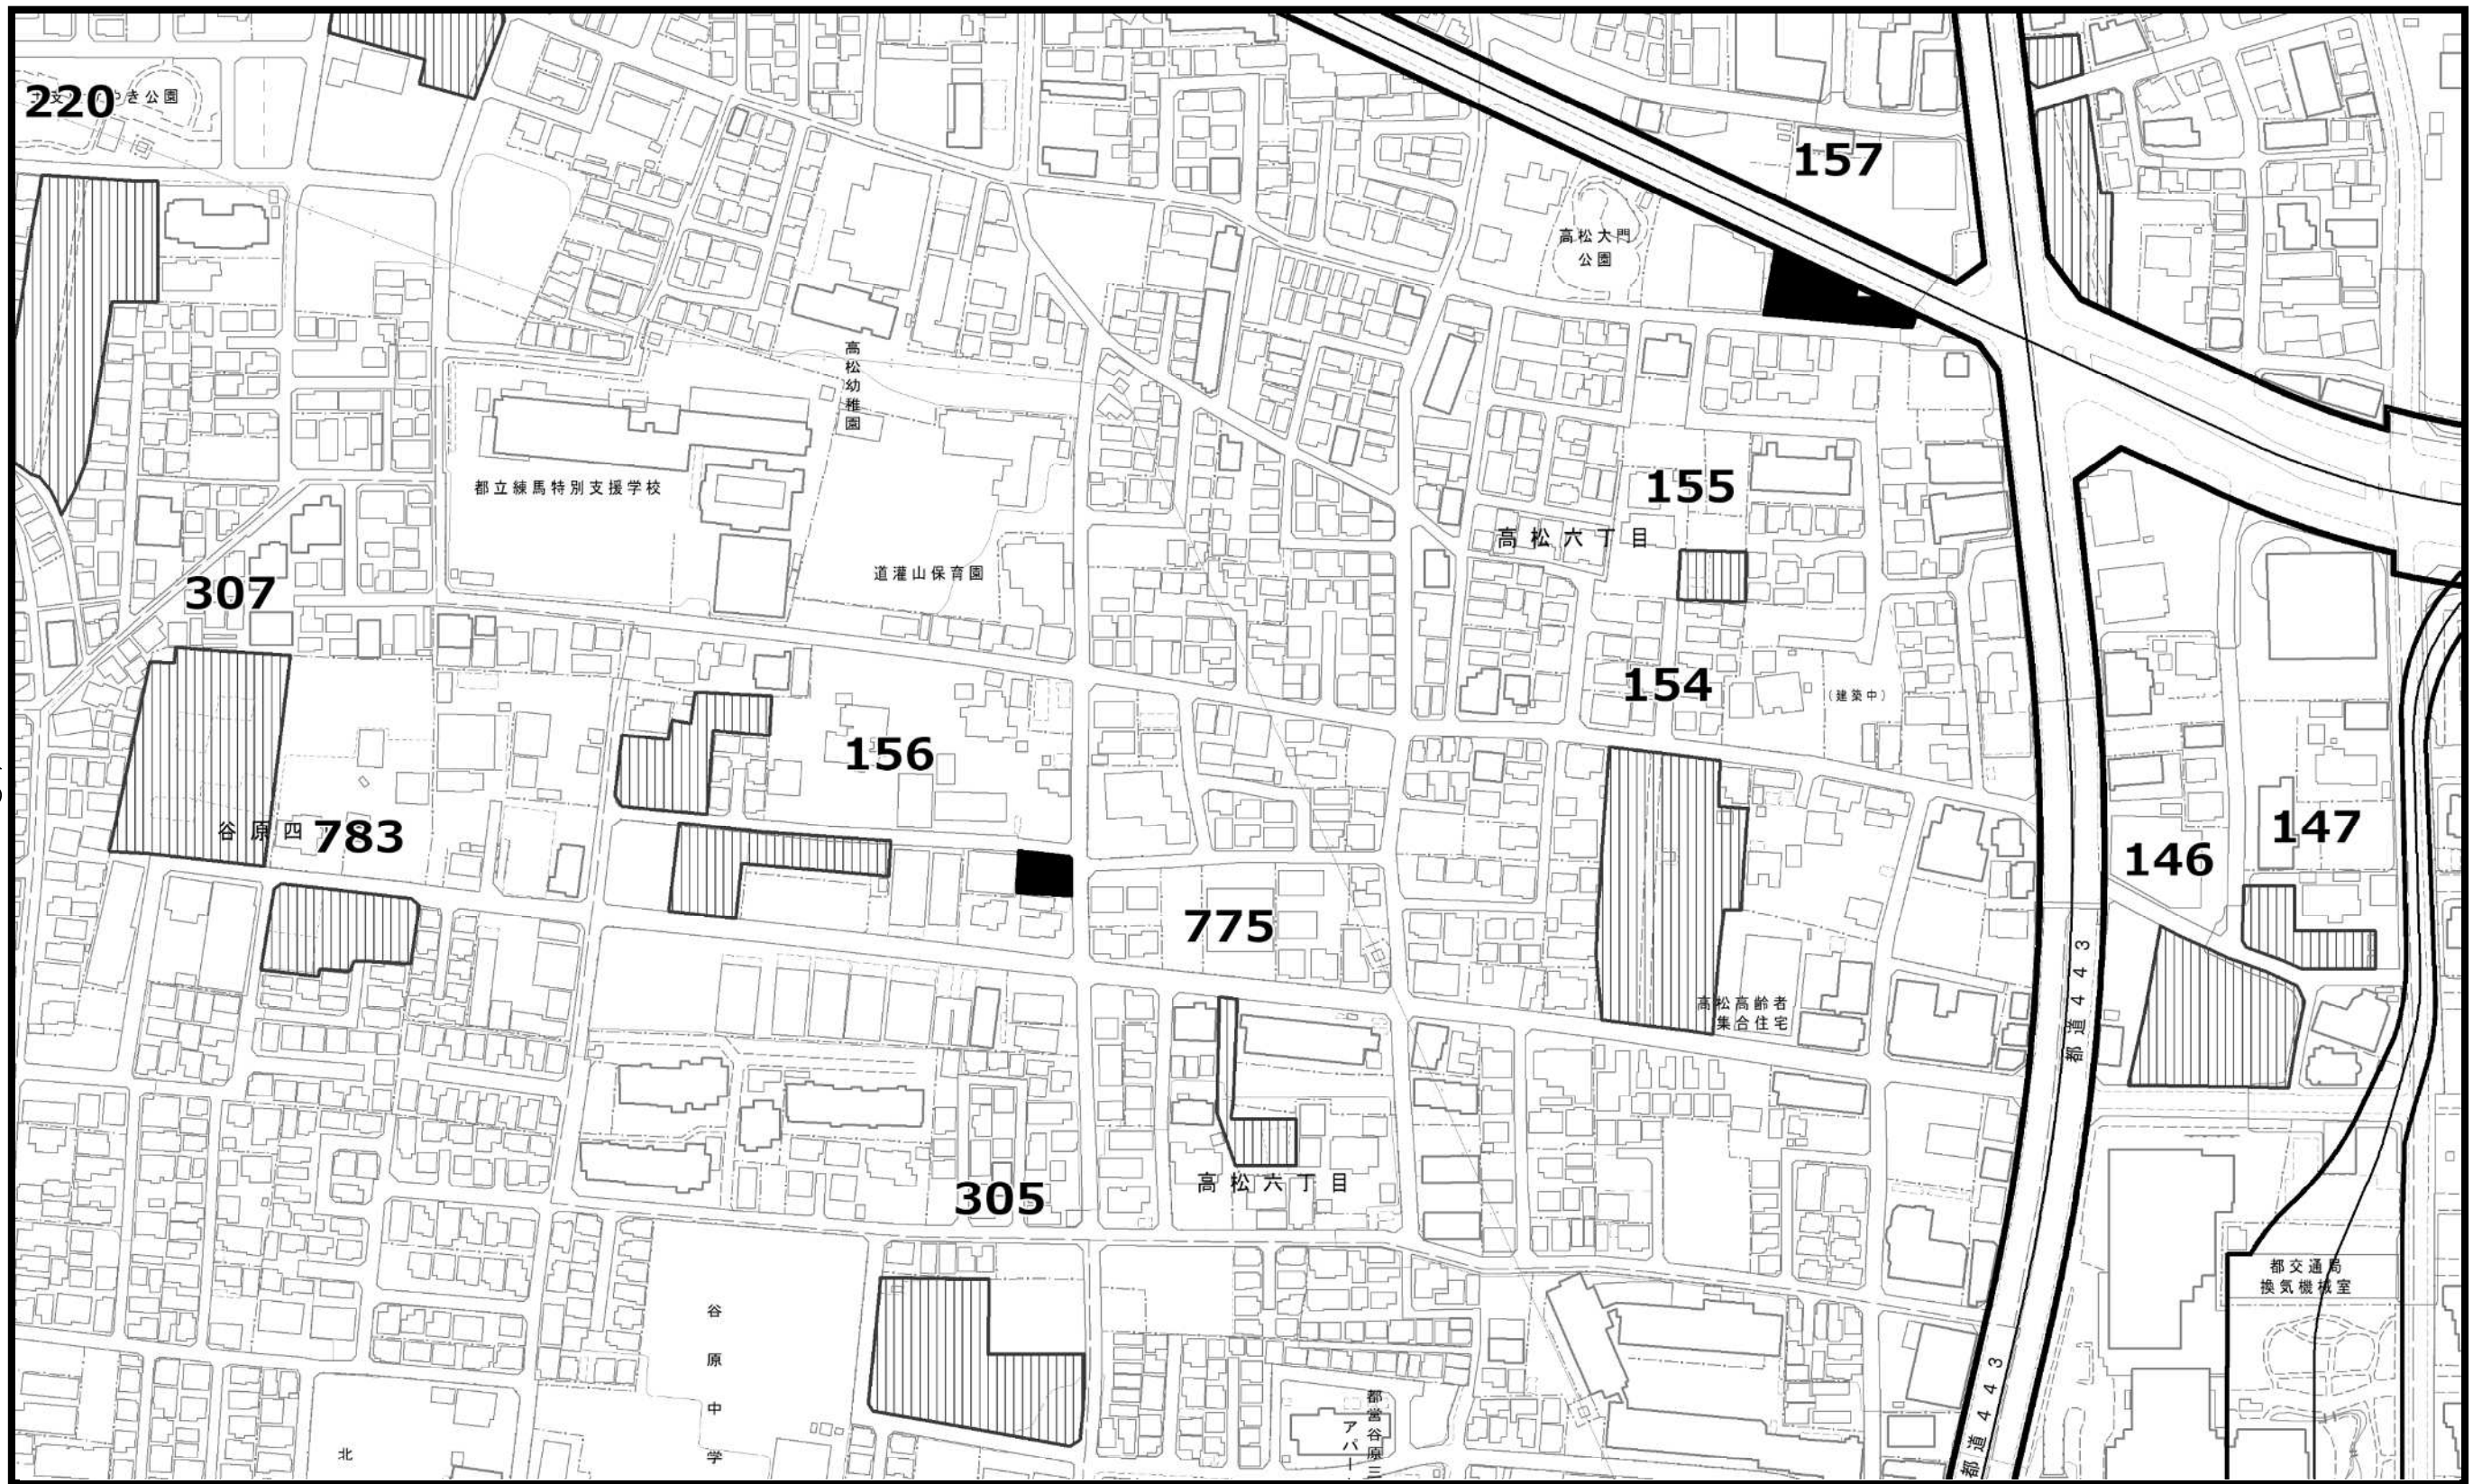 220
き公園
157
高松大門
公園
高松幼稚園
都立練馬特別支援学校
155
高松六丁目
道灌山保育園
307
154
(建築中)
156
谷原四
783
147
146
775
都道443
高松高齢者
集合住宅
305
高松六丁目
都交通局
換気機械室
谷原中学
都営谷原三
アパー
都道443
北